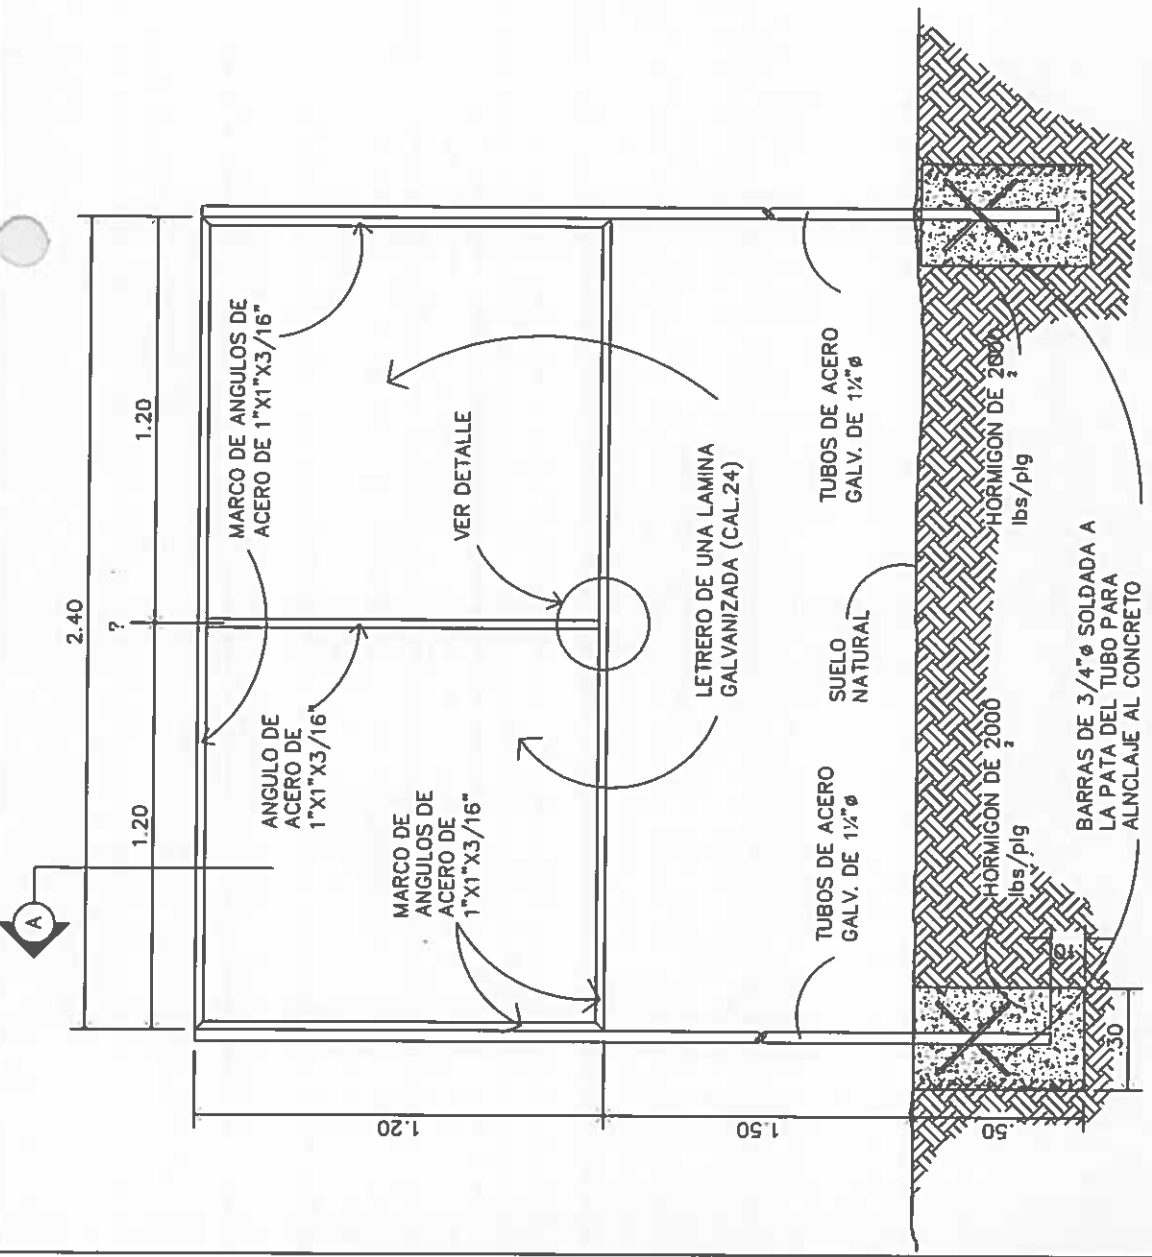 A
2.40
1.20
?
1.20
MARCO DE ANGULOS DE
ACERO DE 1"X1"X3/16"
ANGULO DE
ACERO DE
1"X1"X3/16"
MARCO DE
ANGULOS DE
ACERO DE
1"X1"X3/16"
VER DETALLE
LETRERO DE UNA LAMINA
GALVANIZADA (CAL.24)
TUBOS DE ACERO
GALV. DE 1¼"ø
TUBOS DE ACERO
GALV. DE 1¼"ø
SUELO
NATURAL
HORMIGON DE 2000
lbs/plg 2
HORMIGON DE 2000
lbs/plg 2
BARRAS DE 3/4"ø SOLDADA A
LA PATA DEL TUBO PARA
ALNCLAJE AL CONCRETO
1.20
1.50
.50
.10
.30